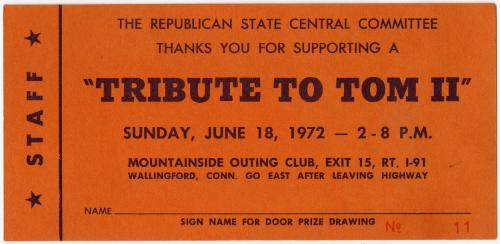 ★ STAFF ★
THE REPUBLICAN STATE CENTRAL COMMITTEE
THANKS YOU FOR SUPPORTING A
"TRIBUTE TO TOM II"
SUNDAY, JUNE 18, 1972 — 2-8 P.M.
MOUNTAINSIDE OUTING CLUB, EXIT 15, RT. I-91
WALLINGFORD, CONN. GO EAST AFTER LEAVING HIGHWAY
NAME
SIGN NAME FOR DOOR PRIZE DRAWING
No 11